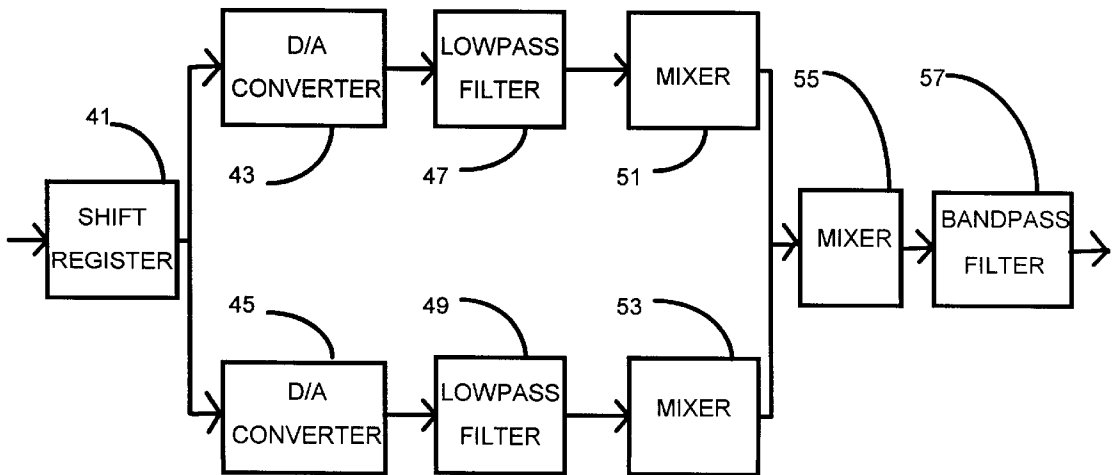 D/A
CONVERTER
LOWPASS
FILTER
MIXER
55
57
41
43
47
51
SHIFT
REGISTER
MIXER
BANDPASS
FILTER
45
49
53
D/A
CONVERTER
LOWPASS
FILTER
MIXER